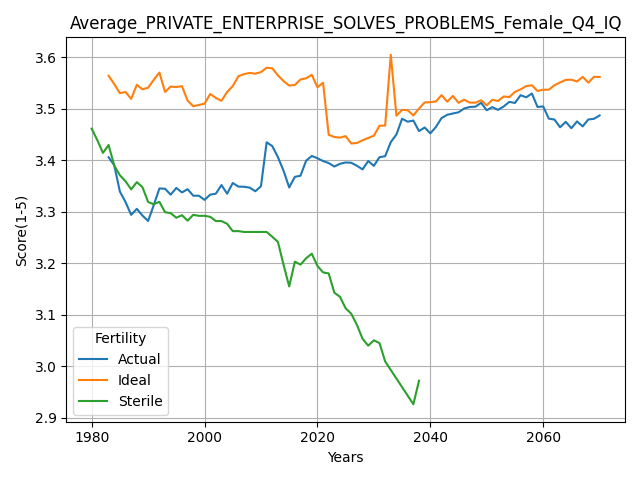 Average_PRIVATE_ENTERPRISE_SOLVES_PROBLEMS_Female_Q4_IQ
3.6
3.5
3.4
3.3
3.2
3.1
3.0
2.9
Score(1-5)
Fertility
Actual
Ideal
Sterile
1980 2000 2020 2040 2060
Years